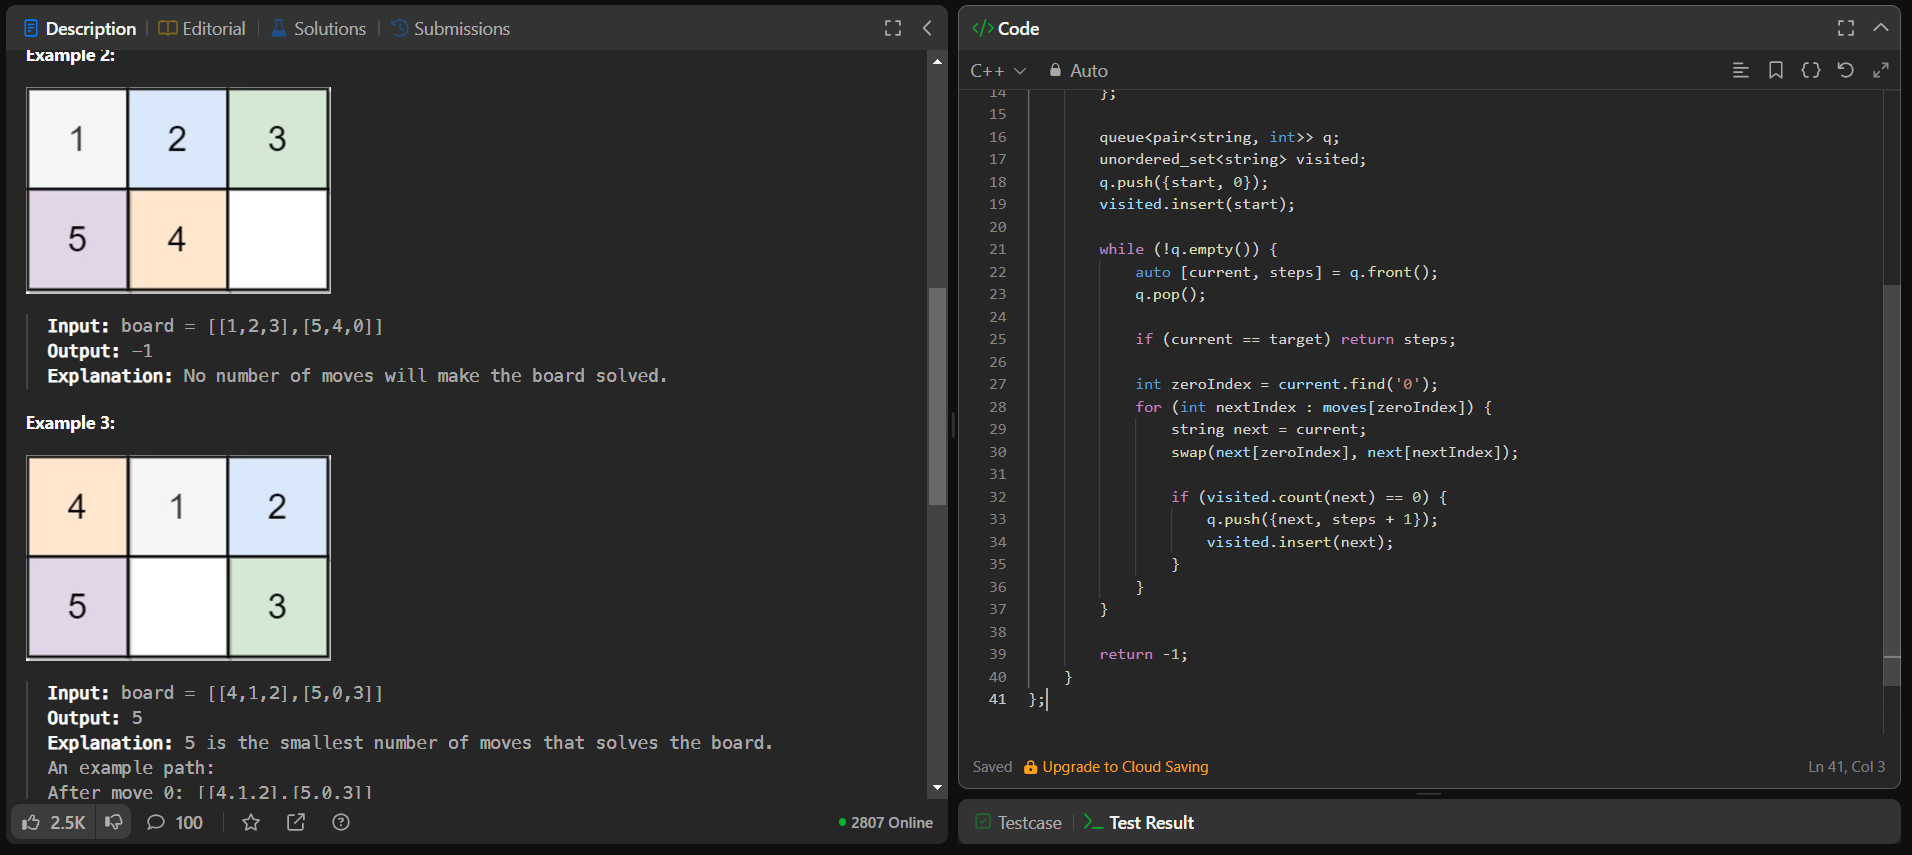 Description
Editorial
Solutions
Submissions
Example 2:
1 2 3
5 4
Input: board = [[1,2,3],[5,4,0]]
Output: -1
Explanation: No number of moves will make the board solved.
Example 3:
4 1 2
5 3
Input: board = [[4,1,2],[5,0,3]]
Output: 5
Explanation: 5 is the smallest number of moves that solves the board.
An example path:
After move 0: [[4,1,2],[5,0,3]]
2.5K
100
2807 Online
</> Code
C++
Auto
14 };
15
16 queue<pair<string, int>> q;
17 unordered_set<string> visited;
18 q.push({start, 0});
19 visited.insert(start);
20
21 while (!q.empty()) {
22 auto [current, steps] = q.front();
23 q.pop();
24
25 if (current == target) return steps;
26
27 int zeroIndex = current.find('0');
28 for (int nextIndex : moves[zeroIndex]) {
29 string next = current;
30 swap(next[zeroIndex], next[nextIndex]);
31
32 if (visited.count(next) == 0) {
33 q.push({next, steps + 1});
34 visited.insert(next);
35 }
36 }
37 }
38
39 return -1;
40 }
41 };
Saved
Upgrade to Cloud Saving
Ln 41, Col 3
Testcase
Test Result